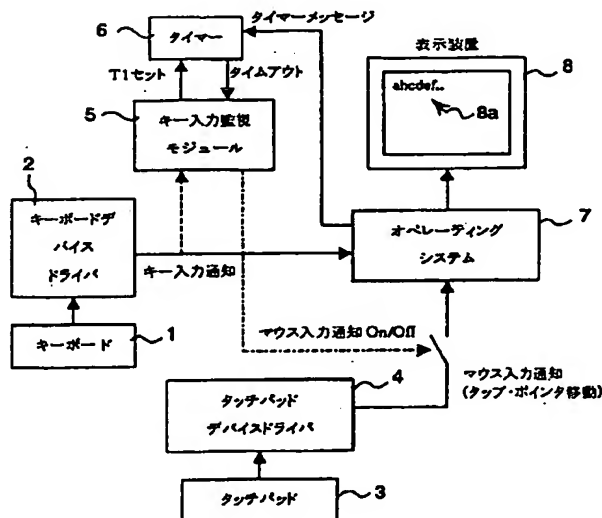 タイマーメッセージ
6
タイマー
表示装置
8
T1セット
タイムアウト
abcdef..
8a
5
キー入力監視
モジュール
2
キーボードデ
バイス
ドライバ
オペレーティング
システム
7
キー入力通知
1
キーボード
マウス入力通知 On/Off
マウス入力通知
(タップ・ポインタ移動)
4
タッチパッド
デバイスドライバ
タッチパッド
3